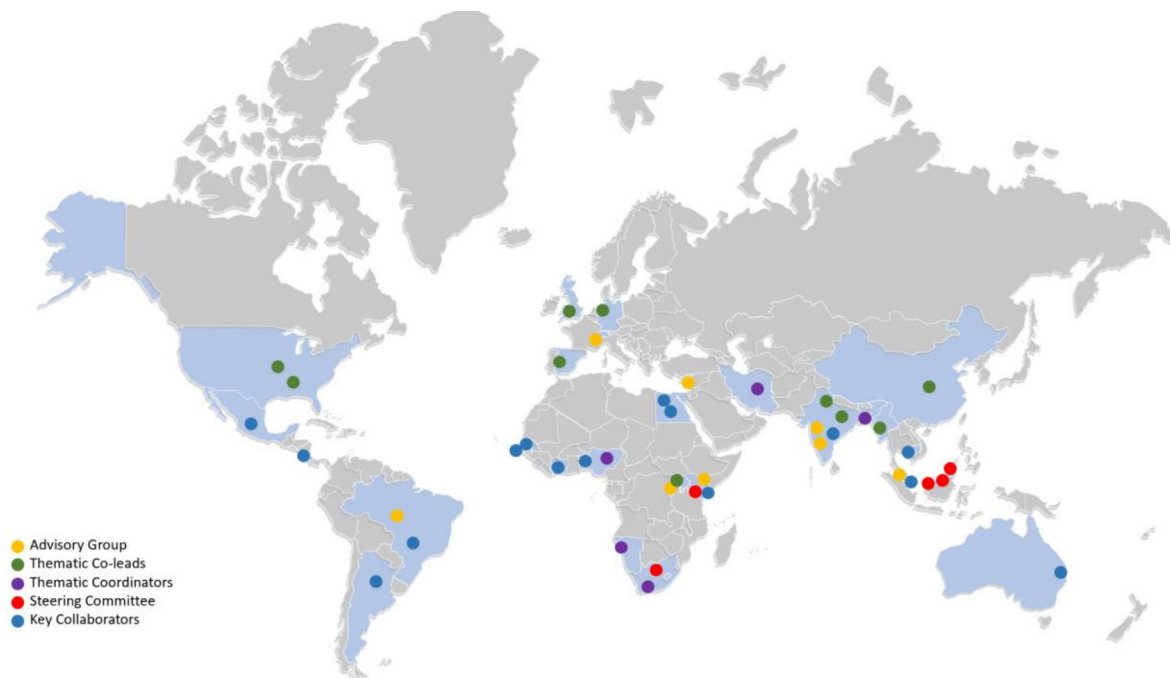 Advisory Group
Thematic Co-leads
Thematic Coordinators
Steering Committee
Key Collaborators